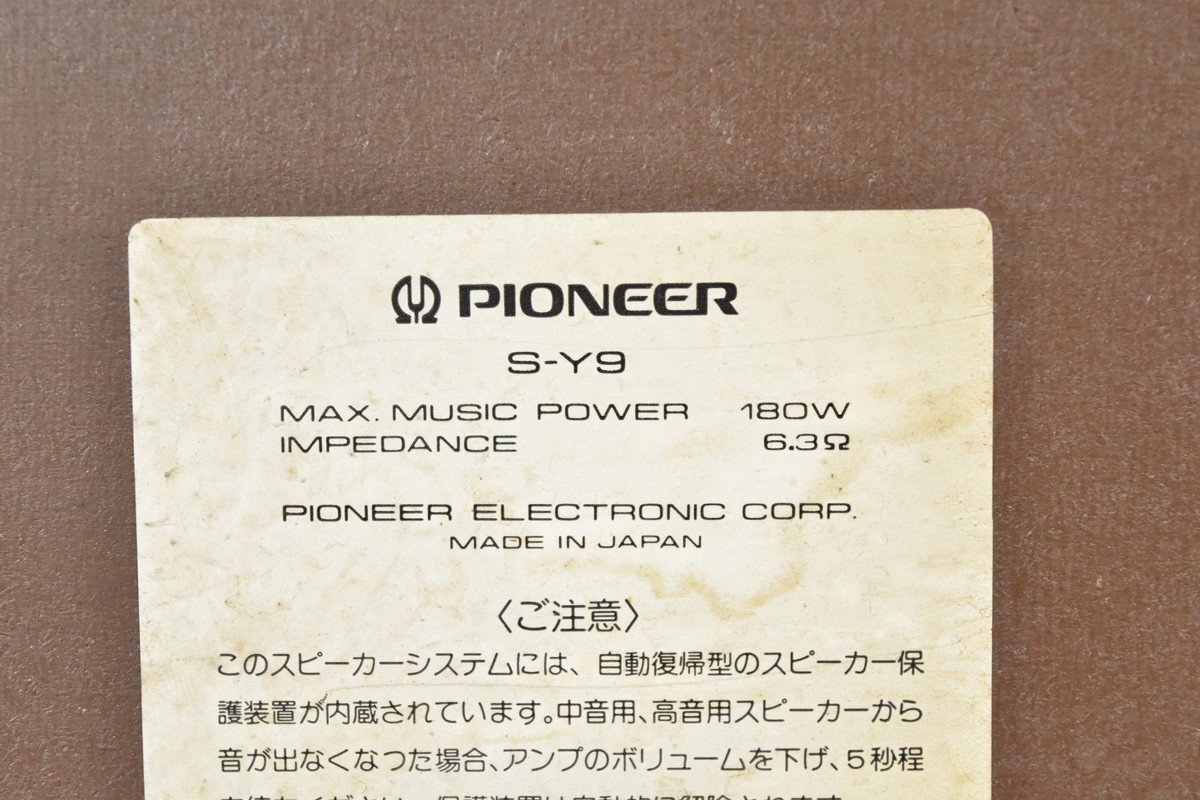 PIONEER
S-Y9
MAX. MUSIC POWER 180W
IMPEDANCE 6.3Ω
PIONEER ELECTRONIC CORP.
MADE IN JAPAN
〈ご注意〉
このスピーカーシステムには、自動復帰型のスピーカー保
護装置が内蔵されています。中音用、高音用スピーカーから
音が出なくなつた場合、アンプのボリュームを下げ、5秒程